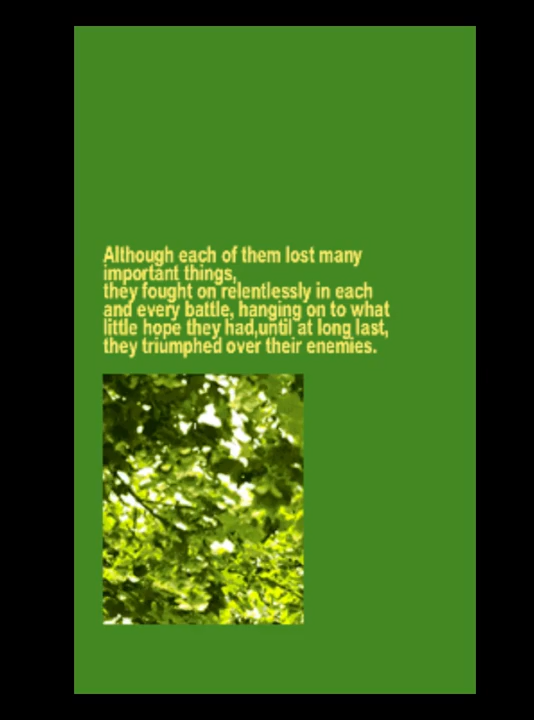 Although each of them lost many
important things,
they fought on relentlessly in each
and every battle, hanging on to what
little hope they had,until at long last,
they triumphed over their enemies.